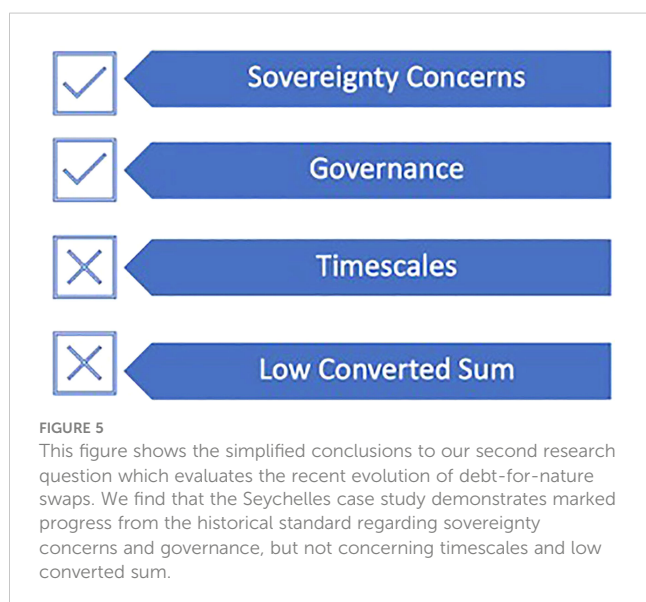 Sovereignty Concerns
Governance
Timescales
Low Converted Sum
FIGURE 5
This figure shows the simplified conclusions to our second research
question which evaluates the recent evolution of debt-for-nature
swaps. We find that the Seychelles case study demonstrates marked
progress from the historical standard regarding sovereignty
concerns and governance, but not concerning timescales and low
converted sum.